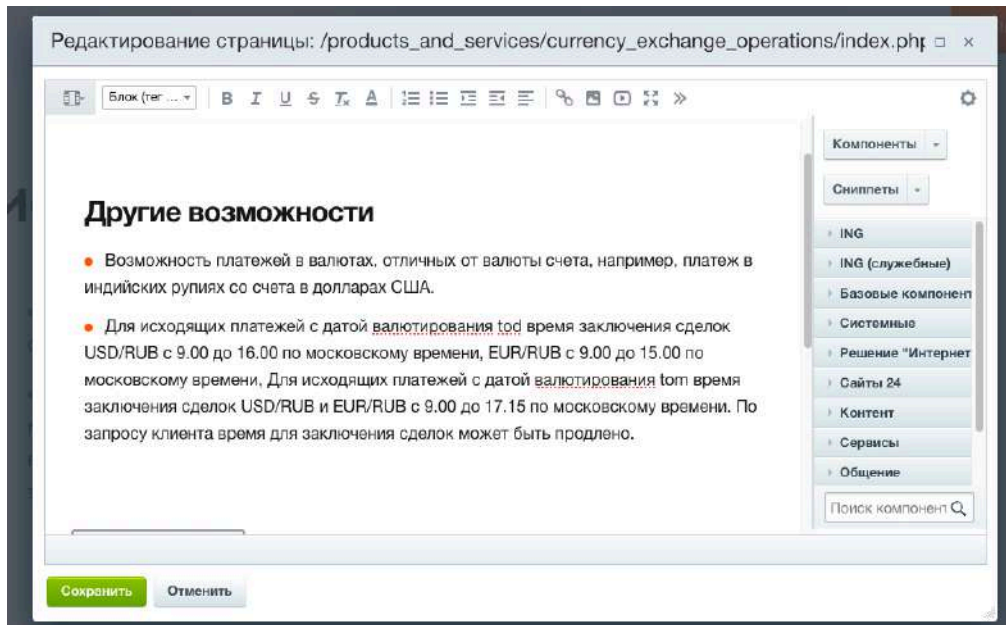 Редактирование страницы: /products_and_services/currency_exchange_operations/index.php
Блок (тег ...
B I U S Tx A
Компоненты
Сниппеты
Другие возможности
ING
Возможность платежей в валютах, отличных от валюты счета, например, платеж в
индийских рупиях со счета в долларах США.
ING (служебные)
Базовые компонент
Для исходящих платежей с датой валютирования tod время заключения сделок
USD/RUB с 9.00 до 16.00 по московскому времени, EUR/RUB с 9.00 до 15.00 по
московскому времени, Для исходящих платежей с датой валютирования tom время
заключения сделок USD/RUB и EUR/RUB с 9.00 до 17.15 по московскому времени. По
запросу клиента время для заключения сделок может быть продлено.
Системные
Решение "Интернет
Сайты 24
Контент
Сервисы
Общение
Поиск компонент
Сохранить
Отменить